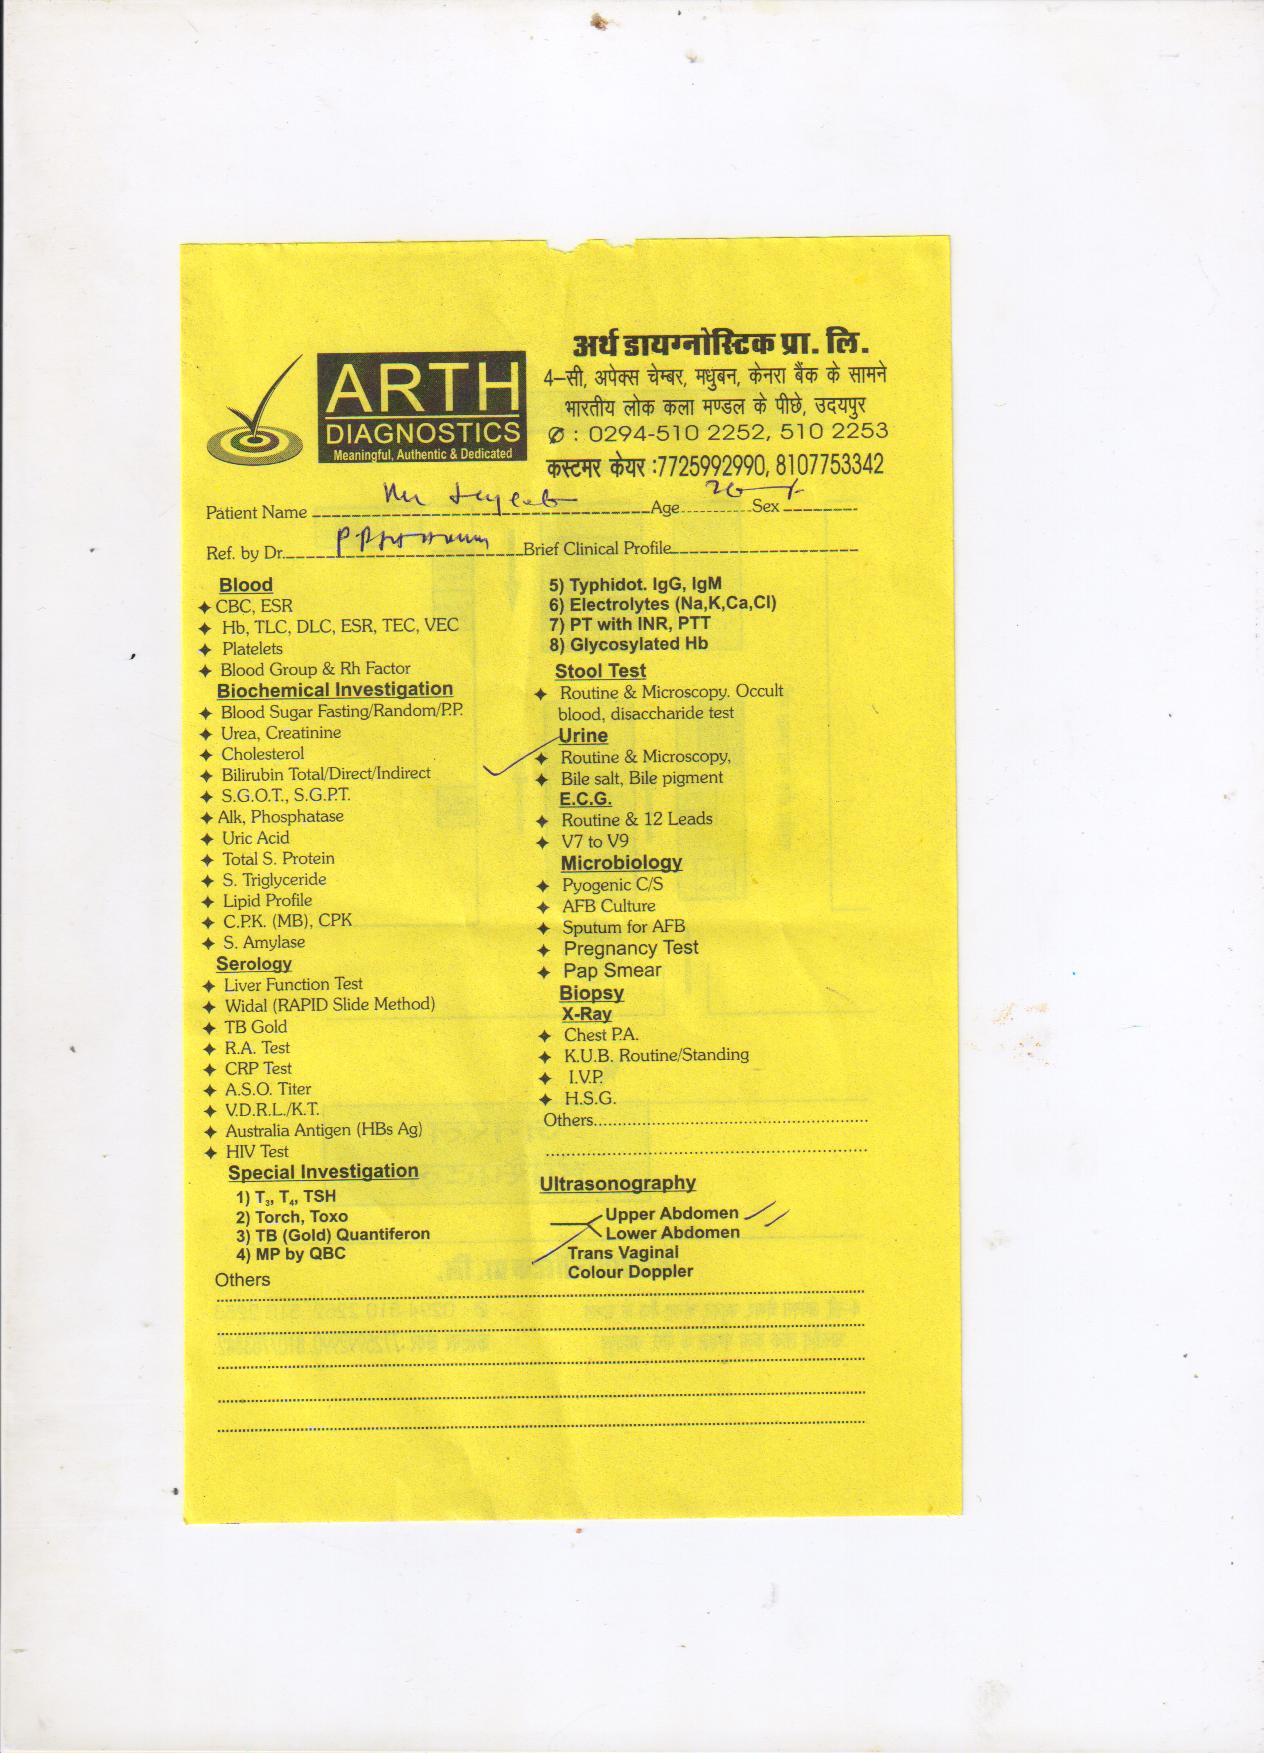 अर्थ डायग्नोस्टिक प्रा. लि.
4-सी, अपेक्स चेम्बर, मधुबन, केनरा बैंक के सामने
भारतीय लोक कला मण्डल के पीछे, उदयपुर
✆ : 0294-510 2252, 510 2253
कस्टमर केयर :7725992990, 8107753342
ARTH
DIAGNOSTICS
Meaningful, Authentic & Dedicated
Patient Name Age Sex
Ref. by Dr. Brief Clinical Profile
Blood
CBC, ESR
Hb, TLC, DLC, ESR, TEC, VEC
Platelets
Blood Group & Rh Factor
Biochemical Investigation
Blood Sugar Fasting/Random/P.P.
Urea, Creatinine
Cholesterol
Bilirubin Total/Direct/Indirect
S.G.O.T., S.G.P.T.
Alk, Phosphatase
Uric Acid
Total S. Protein
S. Triglyceride
Lipid Profile
C.P.K. (MB), CPK
S. Amylase
Serology
Liver Function Test
Widal (RAPID Slide Method)
TB Gold
R.A. Test
CRP Test
A.S.O. Titer
V.D.R.L./K.T.
Australia Antigen (HBs Ag)
HIV Test
Special Investigation
1) T3, T4, TSH
2) Torch, Toxo
3) TB (Gold) Quantiferon
4) MP by QBC
Others
5) Typhidot. IgG, IgM
6) Electrolytes (Na,K,Ca,Cl)
7) PT with INR, PTT
8) Glycosylated Hb
Stool Test
Routine & Microscopy. Occult
blood, disaccharide test
Urine
Routine & Microscopy,
Bile salt, Bile pigment
E.C.G.
Routine & 12 Leads
V7 to V9
Microbiology
Pyogenic C/S
AFB Culture
Sputum for AFB
Pregnancy Test
Pap Smear
Biopsy
X-Ray
Chest P.A.
K.U.B. Routine/Standing
I.V.P.
H.S.G.
Others
Ultrasonography
Upper Abdomen
Lower Abdomen
Trans Vaginal
Colour Doppler